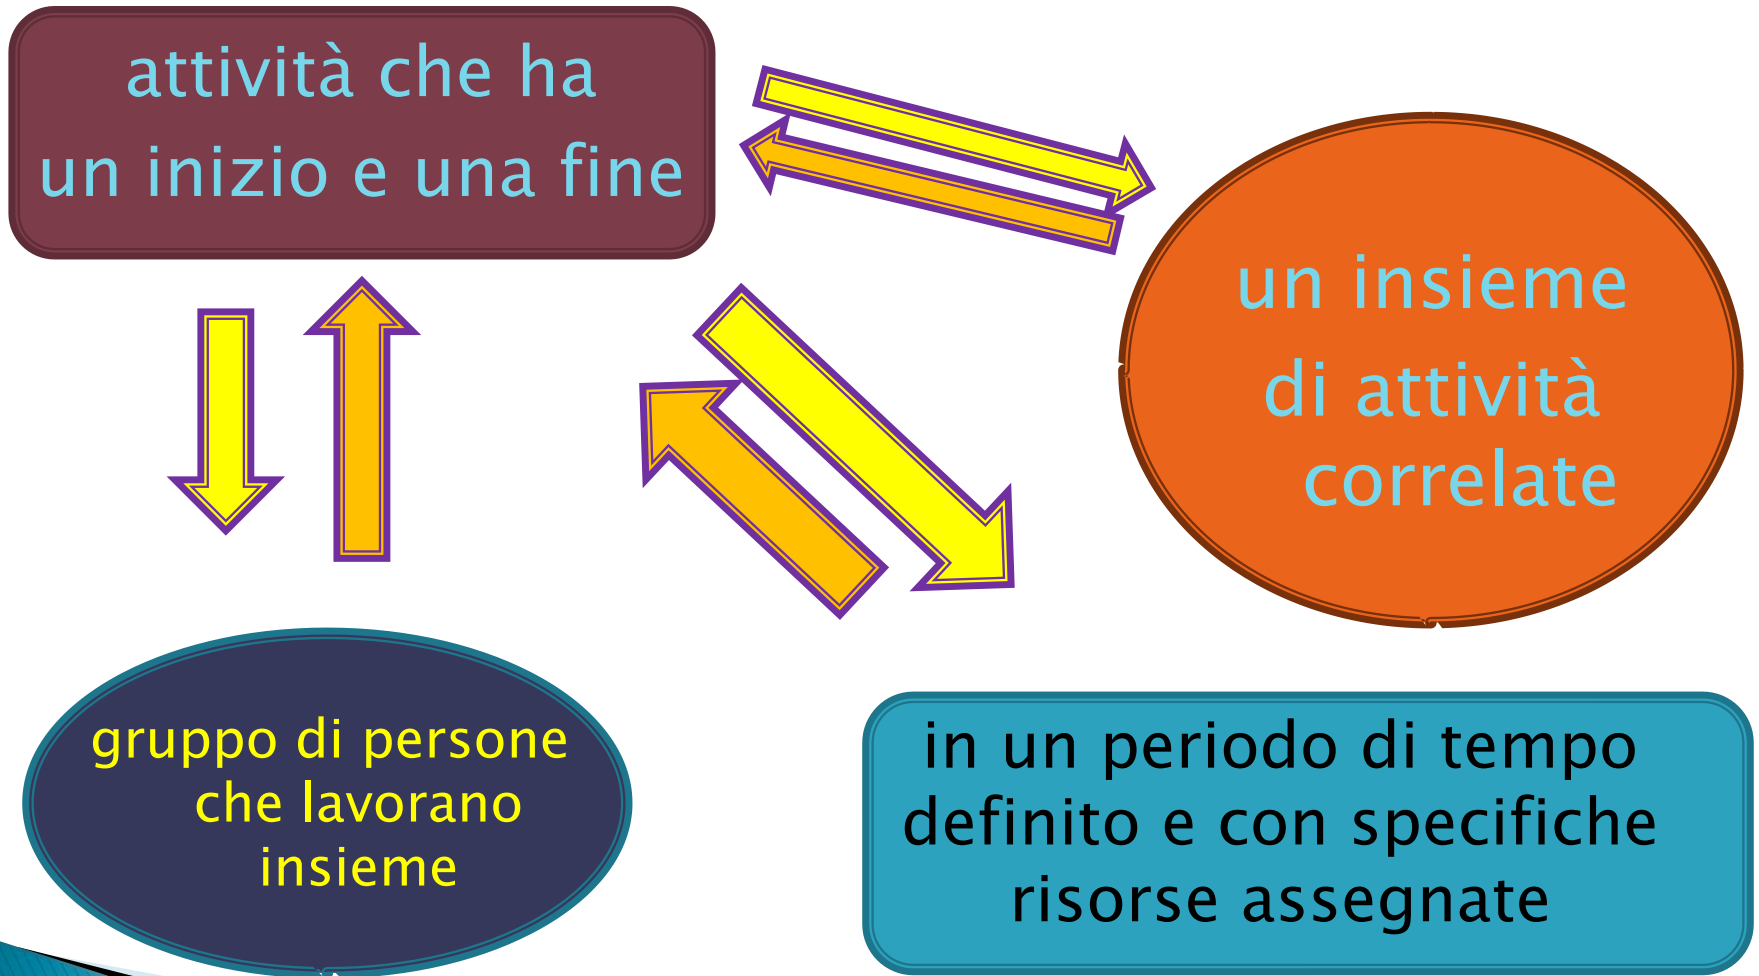 attività che ha
un inizio e una fine
un insieme
di attività
correlate
gruppo di persone
che lavorano
insieme
in un periodo di tempo
definito e con specifiche
risorse assegnate